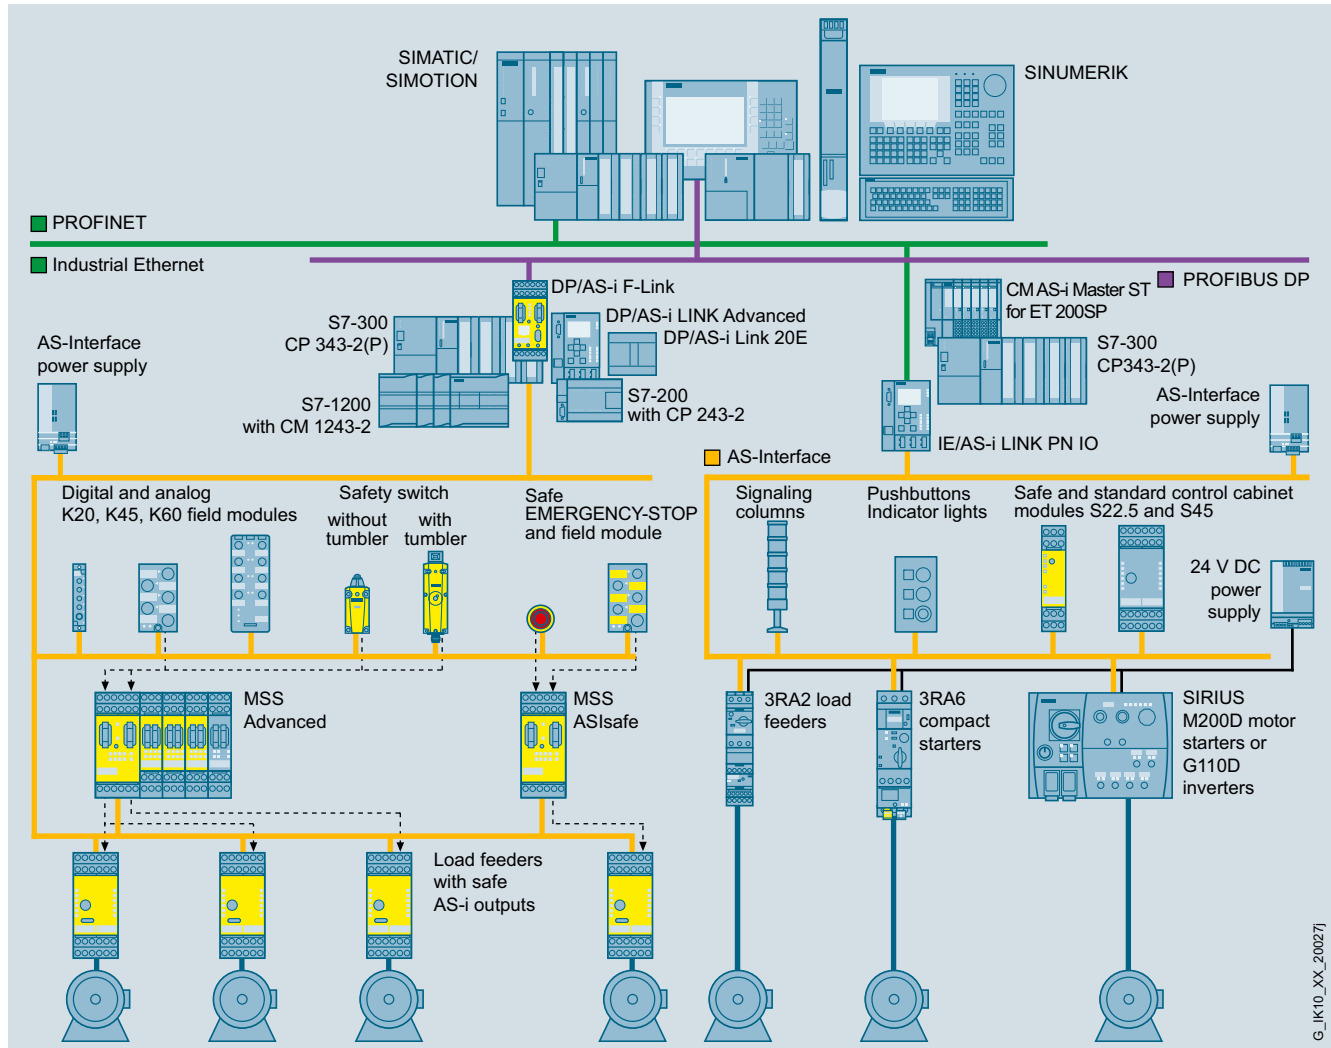 SIMATIC/
SIMOTION
SINUMERIK
PROFINET
Industrial Ethernet
PROFIBUS DP
DP/AS-i F-Link
S7-300
CP 343-2(P)
DP/AS-i LINK Advanced
DP/AS-i Link 20E
CM AS-i Master ST
for ET 200SP
AS-Interface
power supply
S7-1200
with CM 1243-2
S7-200
with CP 243-2
S7-300
CP343-2(P)
AS-Interface
power supply
IE/AS-i LINK PN IO
AS-Interface
Digital and analog
K20, K45, K60 field modules
Safety switch
without
tumbler
with
tumbler
Safe
EMERGENCY-STOP
and field module
Signaling
columns
Pushbuttons
Indicator lights
Safe and standard control cabinet
modules S22.5 and S45
24 V DC
power
supply
MSS
Advanced
MSS
ASIsafe
3RA2 load
feeders
3RA6
compact
starters
SIRIUS
M200D motor
starters or
G110D
inverters
Load feeders
with safe
AS-i outputs
G_IK10_XX_20027j